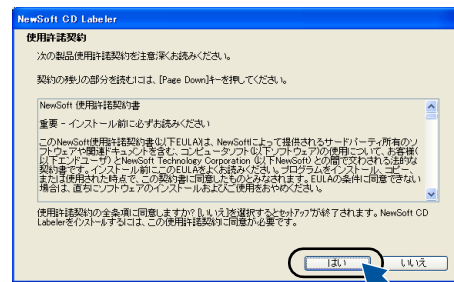 NewSoft CD Labeler
使用許諾契約
次の製品使用許諾契約を注意深くお読みください。
契約の残りの部分を読むには、[Page Down]キーを押してください。
NewSoft 使用許諾契約書
重要 - インストール前に必ずお読みください
このNewSoft使用許諾契約書(以下EULA)は、NewSoftによって提供されるサードパーティ所有のソ
フトウェアや関連ドキュメントを含む、コンピュータソフト(以下ソフトウェア)の使用について、お客様(
以下エンドユーザ)とNewSoft Technology Corporation (以下NewSoft) との間で交わされる法的な
契約書です。インストール前にこのEULAをよくお読みください。プログラムをインストール、コピー、
または使用された時点で、この契約書に同意したものとみなされます。EULAの条件に同意できない
場合は、直ちにソフトウェアのインストールおよびご使用をおやめください。
使用許諾契約の全条項に同意しますか? [いいえ]を選択するとセットアップが終了されます。NewSoft CD
Labelerをインストールするには、この使用許諾契約に同意が必要です。
はい
いいえ